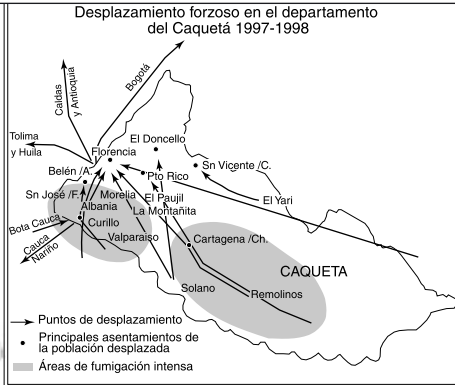 Desplazamiento forzoso en el departamento
del Caquetá 1997-1998
Caldas
y Antioquia
Bogotá
Tolima
y Huila
Florencia
El Doncello
Belén /A.
Pto Rico
Sn Vicente /C.
Sn José /F.
Morelia
El Paujil
El Yari
Albania
La Montañita
Bota Cauca
Curillo
Cauca
Nariño
Valparaiso
Cartagena /Ch.
CAQUETA
Solano
Remolinos
Puntos de desplazamiento
Principales asentamientos de
la población desplazada
Áreas de fumigación intensa